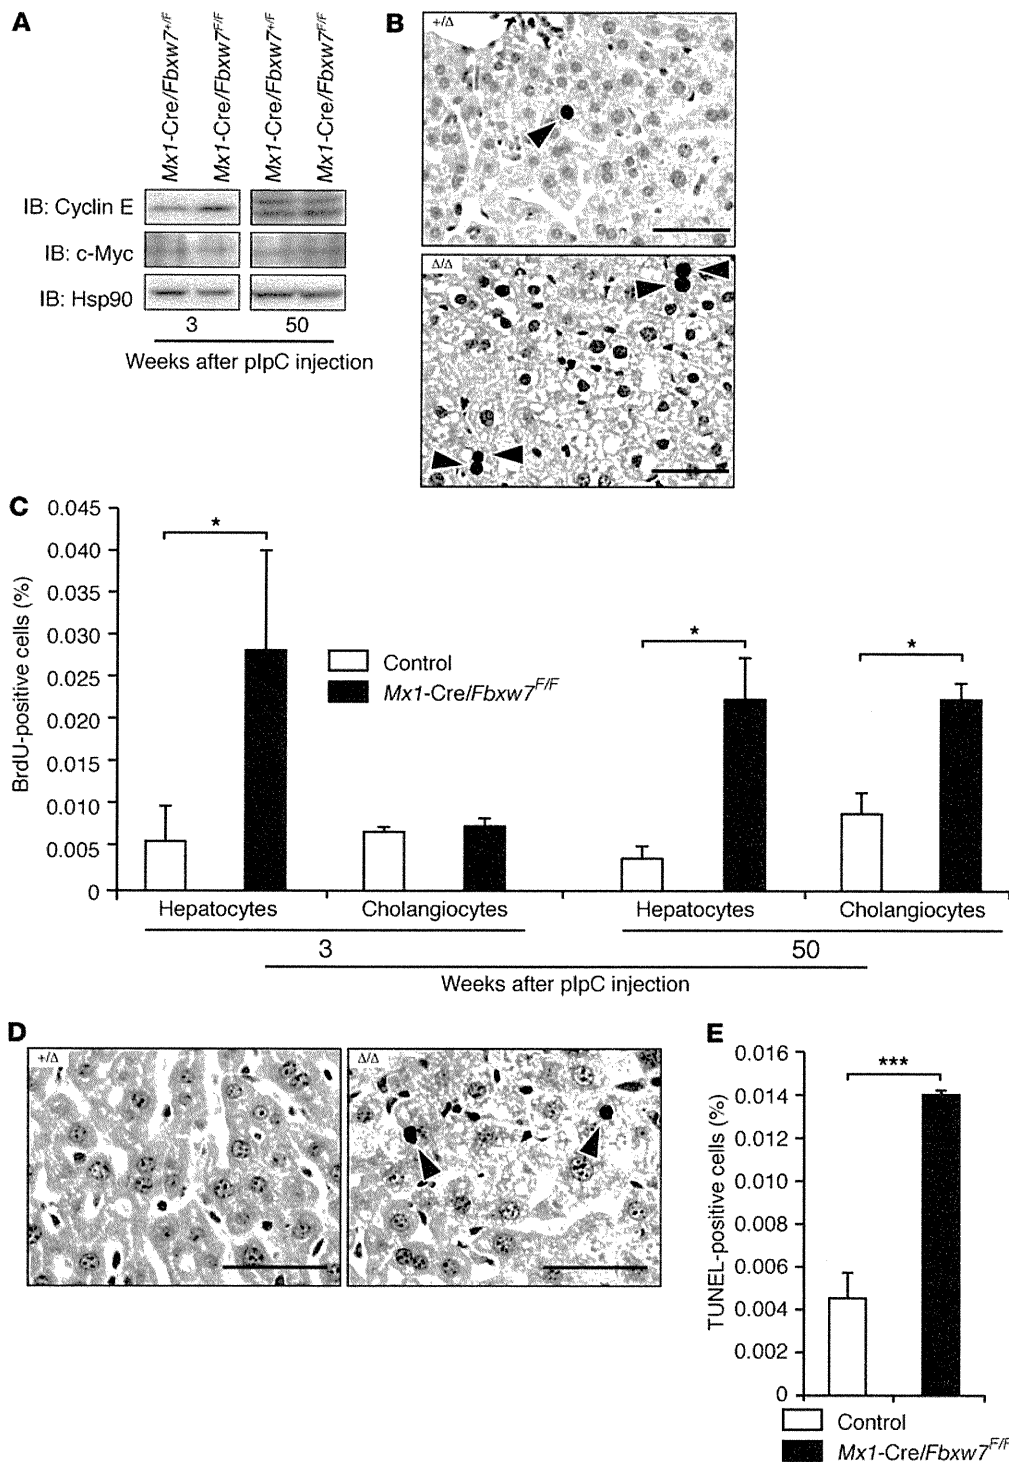 A
Mx1-Cre/Fbxw7+/F
Mx1-Cre/Fbxw7F/F
Mx1-Cre/Fbxw7+/F
Mx1-Cre/Fbxw7F/F
IB: Cyclin E
IB: c-Myc
IB: Hsp90
3
50
Weeks after pIpC injection
B
+/Δ
Δ/Δ
C
BrdU-positive cells (%)
0.045
0.040
0.035
0.030
0.025
0.020
0.015
0.010
0.005
0
*
*
*
Control
Mx1-Cre/Fbxw7F/F
Hepatocytes
Cholangiocytes
Hepatocytes
Cholangiocytes
3
50
Weeks after pIpC injection
D
+/Δ
Δ/Δ
E
TUNEL-positive cells (%)
0.016
0.014
0.012
0.010
0.008
0.006
0.004
0.002
0
***
Control
Mx1-Cre/Fbxw7F/F